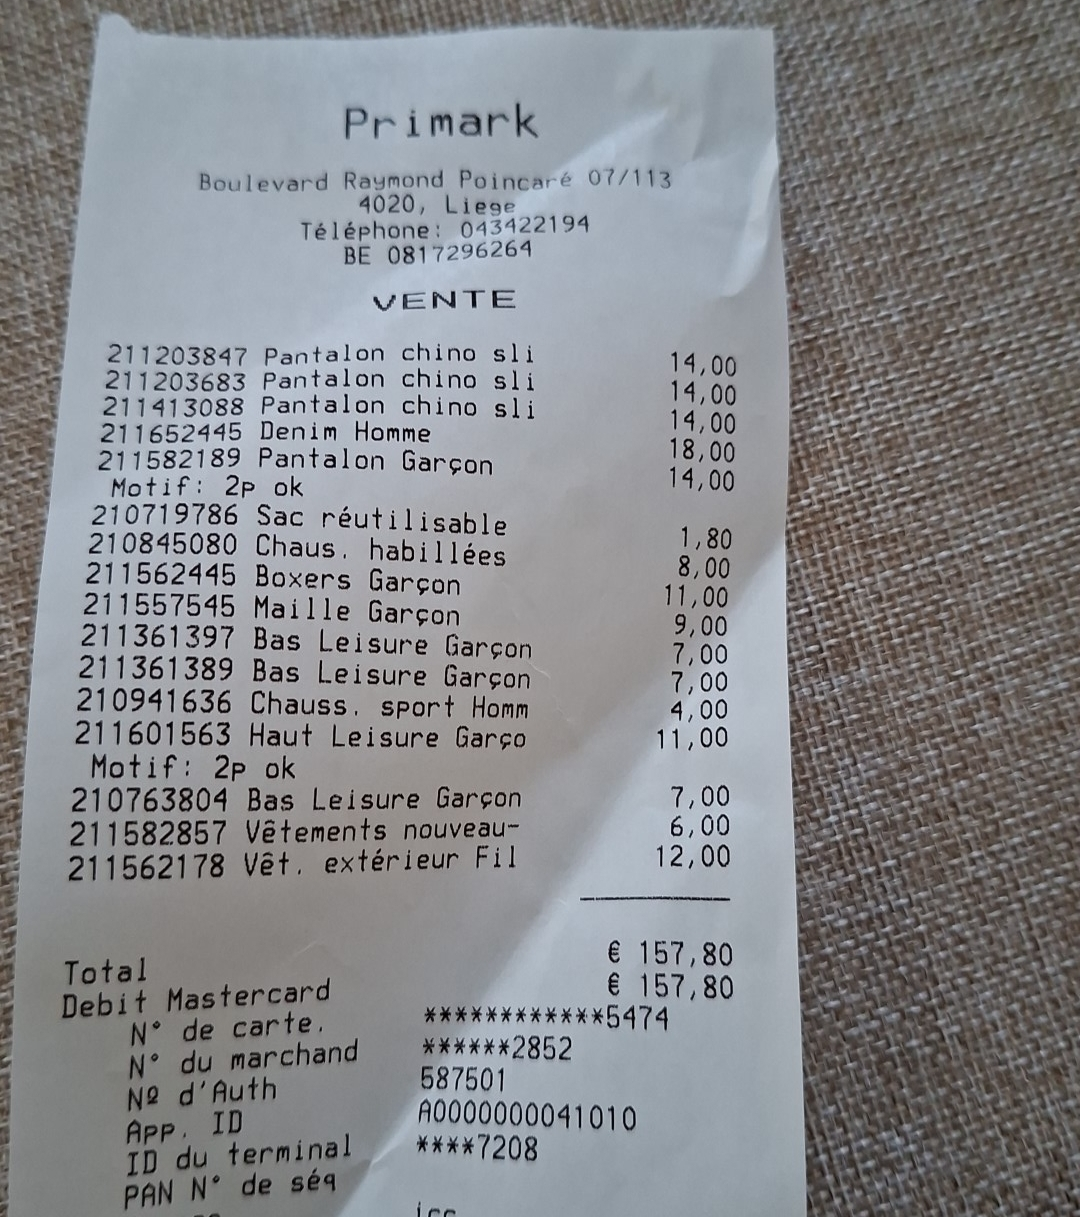 Primark
Boulevard Raymond Poincaré 07/113
4020, Liege
Téléphone: 043422194
BE 0817296264
VENTE
211203847 Pantalon chino sli 14,00
211203683 Pantalon chino sli 14,00
211413088 Pantalon chino sli 14,00
211652445 Denim Homme 18,00
211582189 Pantalon Garçon 14,00
Motif: 2p ok
210719786 Sac réutilisable 1,80
210845080 Chaus. habillées 8,00
211562445 Boxers Garçon 11,00
211557545 Maille Garçon 9,00
211361397 Bas Leisure Garçon 7,00
211361389 Bas Leisure Garçon 7,00
210941636 Chauss. sport Homm 4,00
211601563 Haut Leisure Garço 11,00
Motif: 2p ok
210763804 Bas Leisure Garçon 7,00
211582857 Vêtements nouveau- 6,00
211562178 Vêt. extérieur Fil 12,00
Total € 157,80
Debit Mastercard € 157,80
N° de carte. ************5474
N° du marchand ******2852
Nº d'Auth 587501
App. ID A0000000041010
ID du terminal ****7208
PAN N° de séq